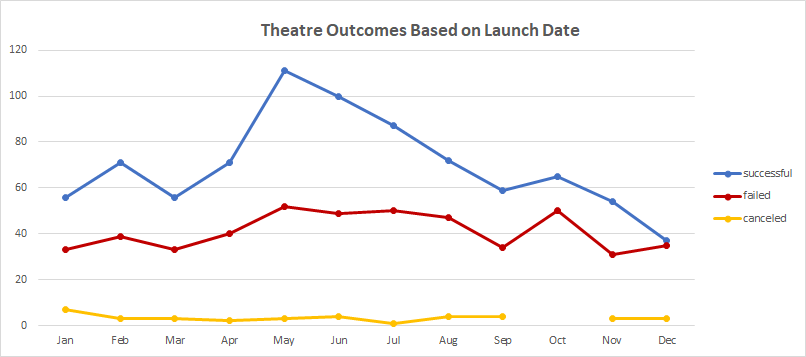 Theatre Outcomes Based on Launch Date
120
100
80
60
40
20
0
Jan Feb Mar Apr May Jun Jul Aug Sep Oct Nov Dec
successful
failed
canceled